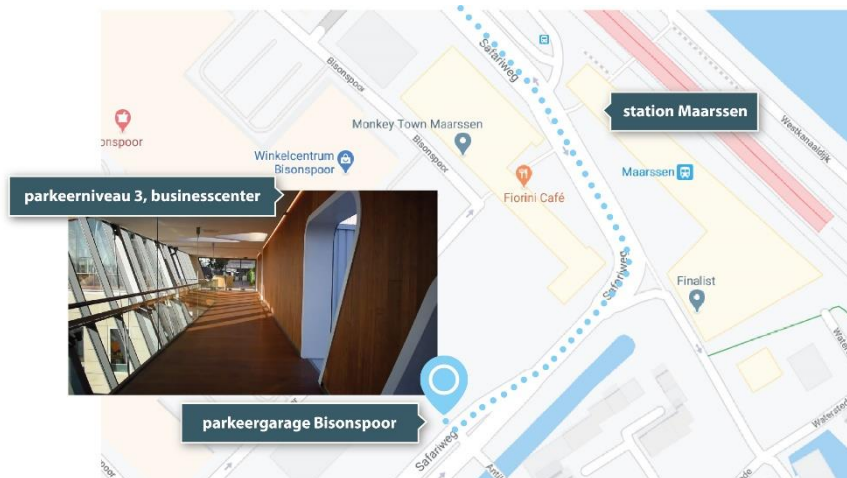 Safariweg
Bisonspoor
station Maarssen
Westkanaaldijk
Monkey Town Maarssen
onspoor
Bisonspoor
Winkelcentrum
Bisonspoor
Maarssen
Fiorini Café
parkeerniveau 3, businesscenter
Safariweg
Finalist
parkeergarage Bisonspoor
Safariweg